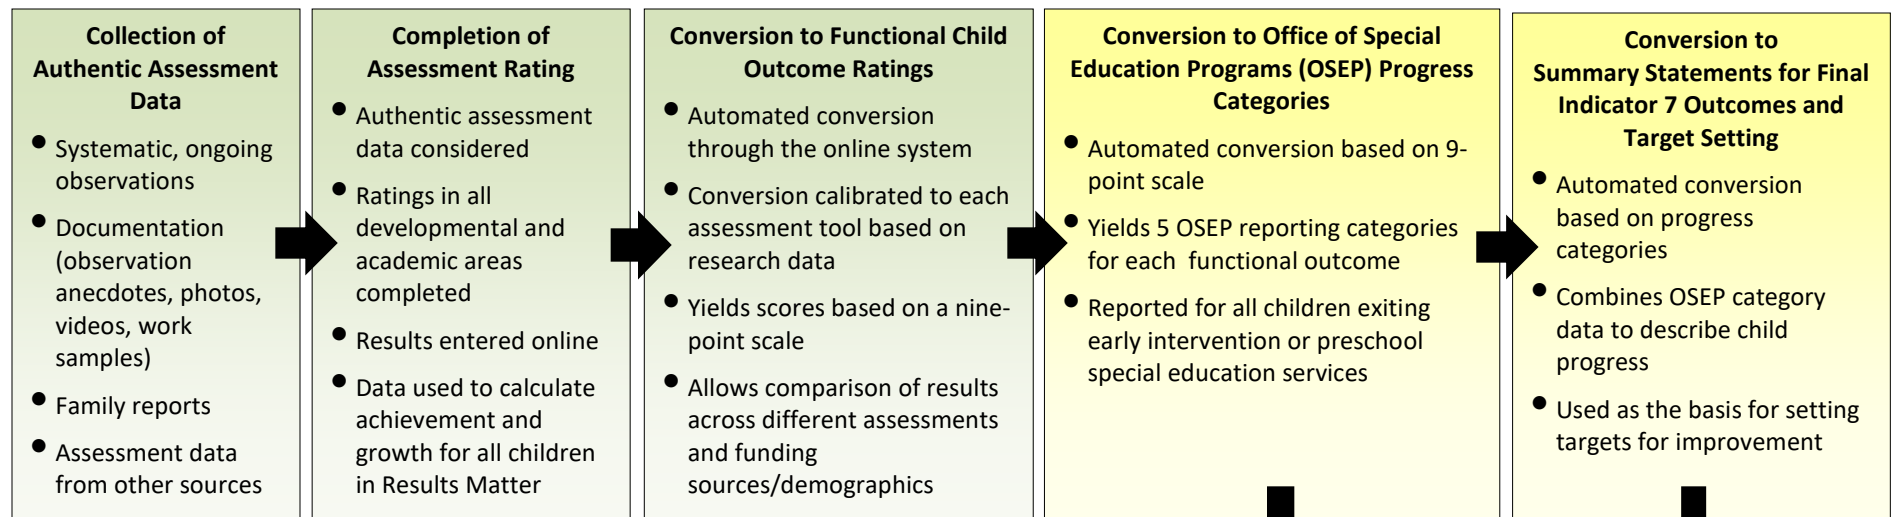 Collection of
Authentic Assessment
Data
• Systematic, ongoing
observations
• Documentation
(observation
anecdotes, photos,
videos, work
samples)
• Family reports
• Assessment data
from other sources
Completion of
Assessment Rating
• Authentic assessment
data considered
• Ratings in all
developmental and
academic areas
completed
• Results entered online
• Data used to calculate
achievement and
growth for all children
in Results Matter
Conversion to Functional Child
Outcome Ratings
• Automated conversion
through the online system
• Conversion calibrated to each
assessment tool based on
research data
• Yields scores based on a nine-
point scale
• Allows comparison of results
across different assessments
and funding
sources/demographics
Conversion to Office of Special
Education Programs (OSEP) Progress
Categories
• Automated conversion based on 9-
point scale
• Yields 5 OSEP reporting categories
for each functional outcome
• Reported for all children exiting
early intervention or preschool
special education services
Conversion to
Summary Statements for Final
Indicator 7 Outcomes and
Target Setting
• Automated conversion
based on progress
categories
• Combines OSEP category
data to describe child
progress
• Used as the basis for setting
targets for improvement